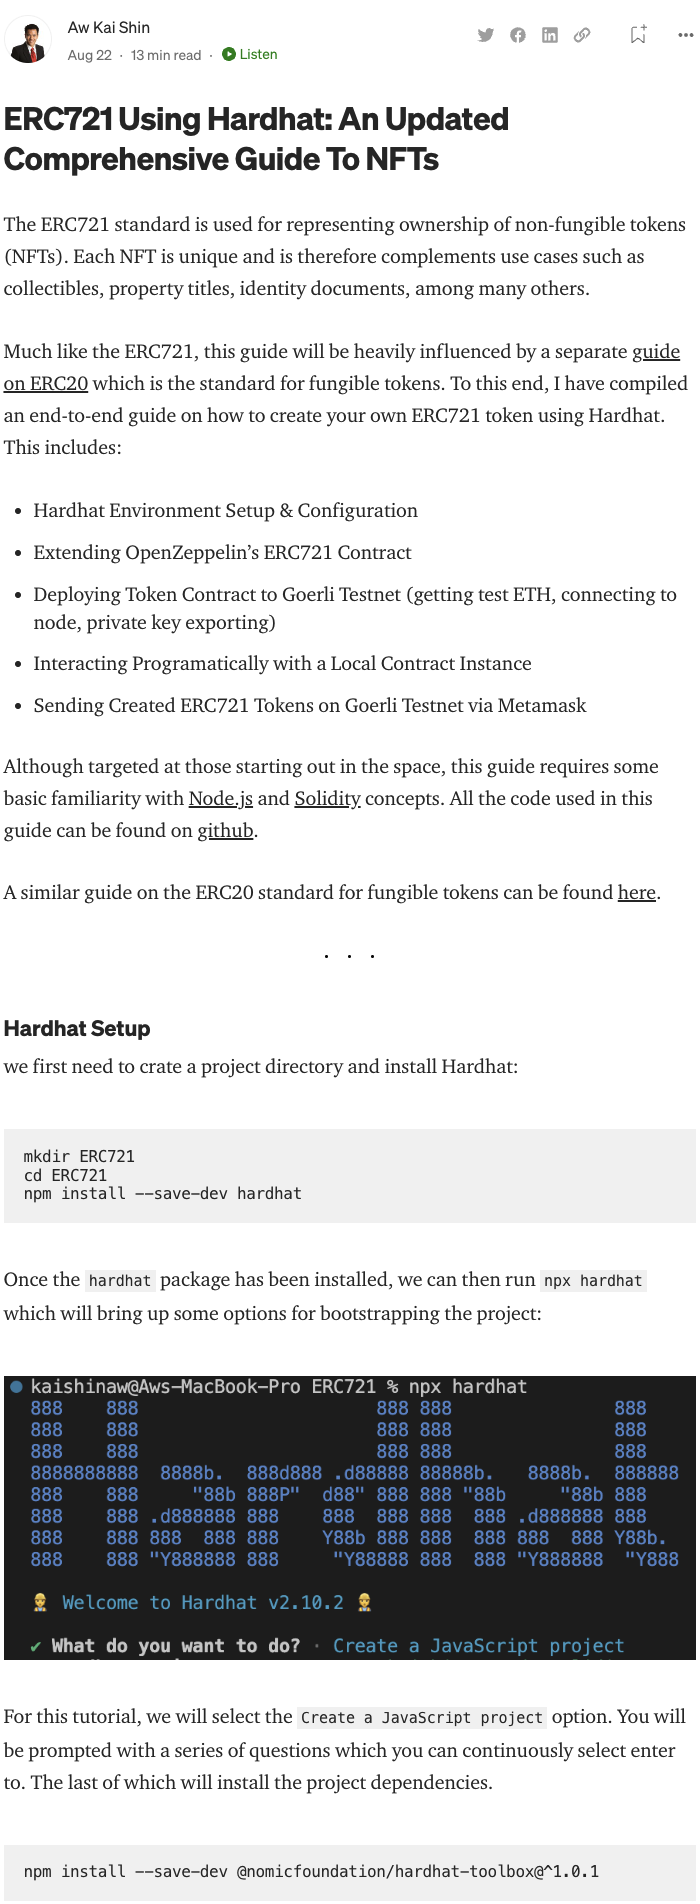 Aw Kai Shin
Aug 22 · 13 min read · Listen
ERC721 Using Hardhat: An Updated
Comprehensive Guide To NFTs
The ERC721 standard is used for representing ownership of non-fungible tokens
(NFTs). Each NFT is unique and is therefore complements use cases such as
collectibles, property titles, identity documents, among many others.
Much like the ERC721, this guide will be heavily influenced by a separate guide
on ERC20 which is the standard for fungible tokens. To this end, I have compiled
an end-to-end guide on how to create your own ERC721 token using Hardhat.
This includes:
• Hardhat Environment Setup & Configuration
• Extending OpenZeppelin’s ERC721 Contract
• Deploying Token Contract to Goerli Testnet (getting test ETH, connecting to
node, private key exporting)
• Interacting Programatically with a Local Contract Instance
• Sending Created ERC721 Tokens on Goerli Testnet via Metamask
Although targeted at those starting out in the space, this guide requires some
basic familiarity with Node.js and Solidity concepts. All the code used in this
guide can be found on github.
A similar guide on the ERC20 standard for fungible tokens can be found here.
. . .
Hardhat Setup
we first need to crate a project directory and install Hardhat:
mkdir ERC721
cd ERC721
npm install --save-dev hardhat
Once the hardhat package has been installed, we can then run npx hardhat
which will bring up some options for bootstrapping the project:
kaishinaw@Aws-MacBook-Pro ERC721 % npx hardhat
888    888                      888 888               888
888    888                      888 888               888
888    888                      888 888               888
8888888888  8888b.  888d888 .d88888 88888b.   8888b.  888888
888    888     "88b 888P"  d88" 888 888 "88b     "88b 888
888    888 .d888888 888    888  888 888  888 .d888888 888
888    888 888  888 888    Y88b 888 888  888 888  888 Y88b.
888    888 "Y888888 888     "Y88888 888  888 "Y888888  "Y888
Welcome to Hardhat v2.10.2
✔ What do you want to do? · Create a JavaScript project
For this tutorial, we will select the Create a JavaScript project option. You will
be prompted with a series of questions which you can continuously select enter
to. The last of which will install the project dependencies.
npm install --save-dev @nomicfoundation/hardhat-toolbox@^1.0.1